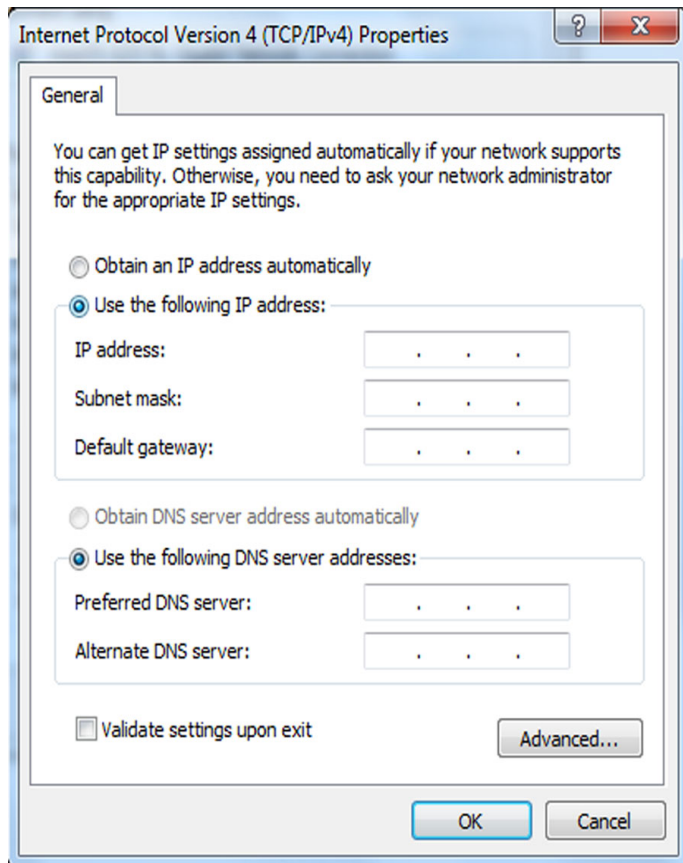 Internet Protocol Version 4 (TCP/IPv4) Properties
?
X
General
You can get IP settings assigned automatically if your network supports
this capability. Otherwise, you need to ask your network administrator
for the appropriate IP settings.
Obtain an IP address automatically
Use the following IP address:
IP address: . . .
Subnet mask: . . .
Default gateway: . . .
Obtain DNS server address automatically
Use the following DNS server addresses:
Preferred DNS server: . . .
Alternate DNS server: . . .
Validate settings upon exit
Advanced...
OK Cancel